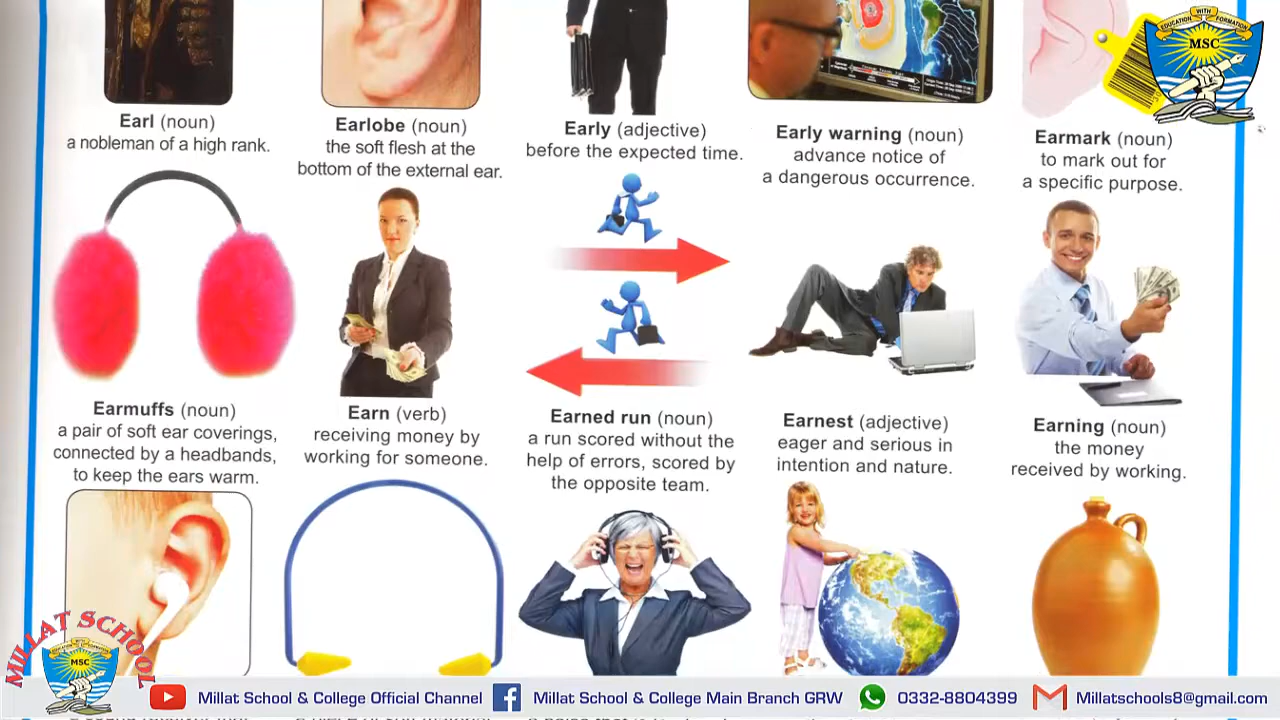 EDUCATION WITH FORMATION
MSC
Earl (noun)
a nobleman of a high rank.
Earlobe (noun)
the soft flesh at the
bottom of the external ear.
Early (adjective)
before the expected time.
Early warning (noun)
advance notice of
a dangerous occurrence.
Earmark (noun)
to mark out for
a specific purpose.
Earmuffs (noun)
a pair of soft ear coverings,
connected by a headbands,
to keep the ears warm.
Earn (verb)
receiving money by
working for someone.
Earned run (noun)
a run scored without the
help of errors, scored by
the opposite team.
Earnest (adjective)
eager and serious in
intention and nature.
Earning (noun)
the money
received by working.
MILLAT SCHOOL
MSC
Millat School & College Official Channel
Millat School & College Main Branch GRW
0332-8804399
Millatschools8@gmail.com